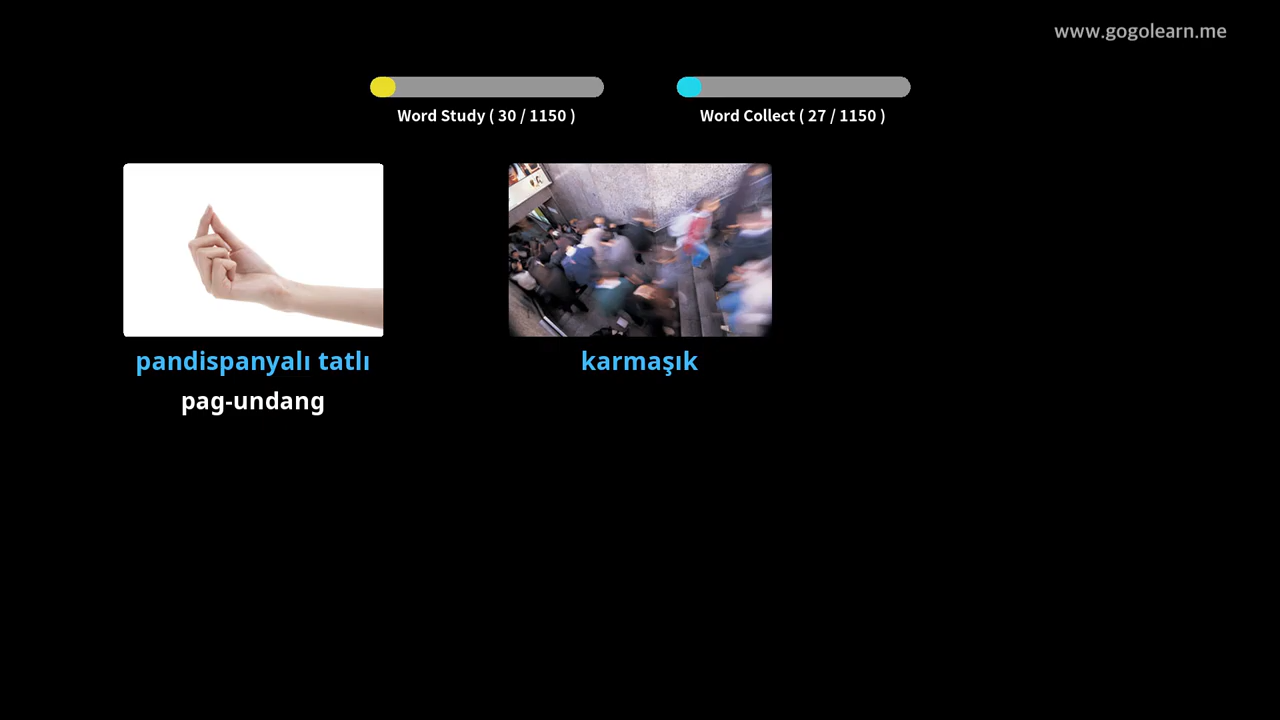 www.gogolearn.me
Word Study ( 30 / 1150 )
Word Collect ( 27 / 1150 )
pandispanyalı tatlı
karmaşık
pag-undang